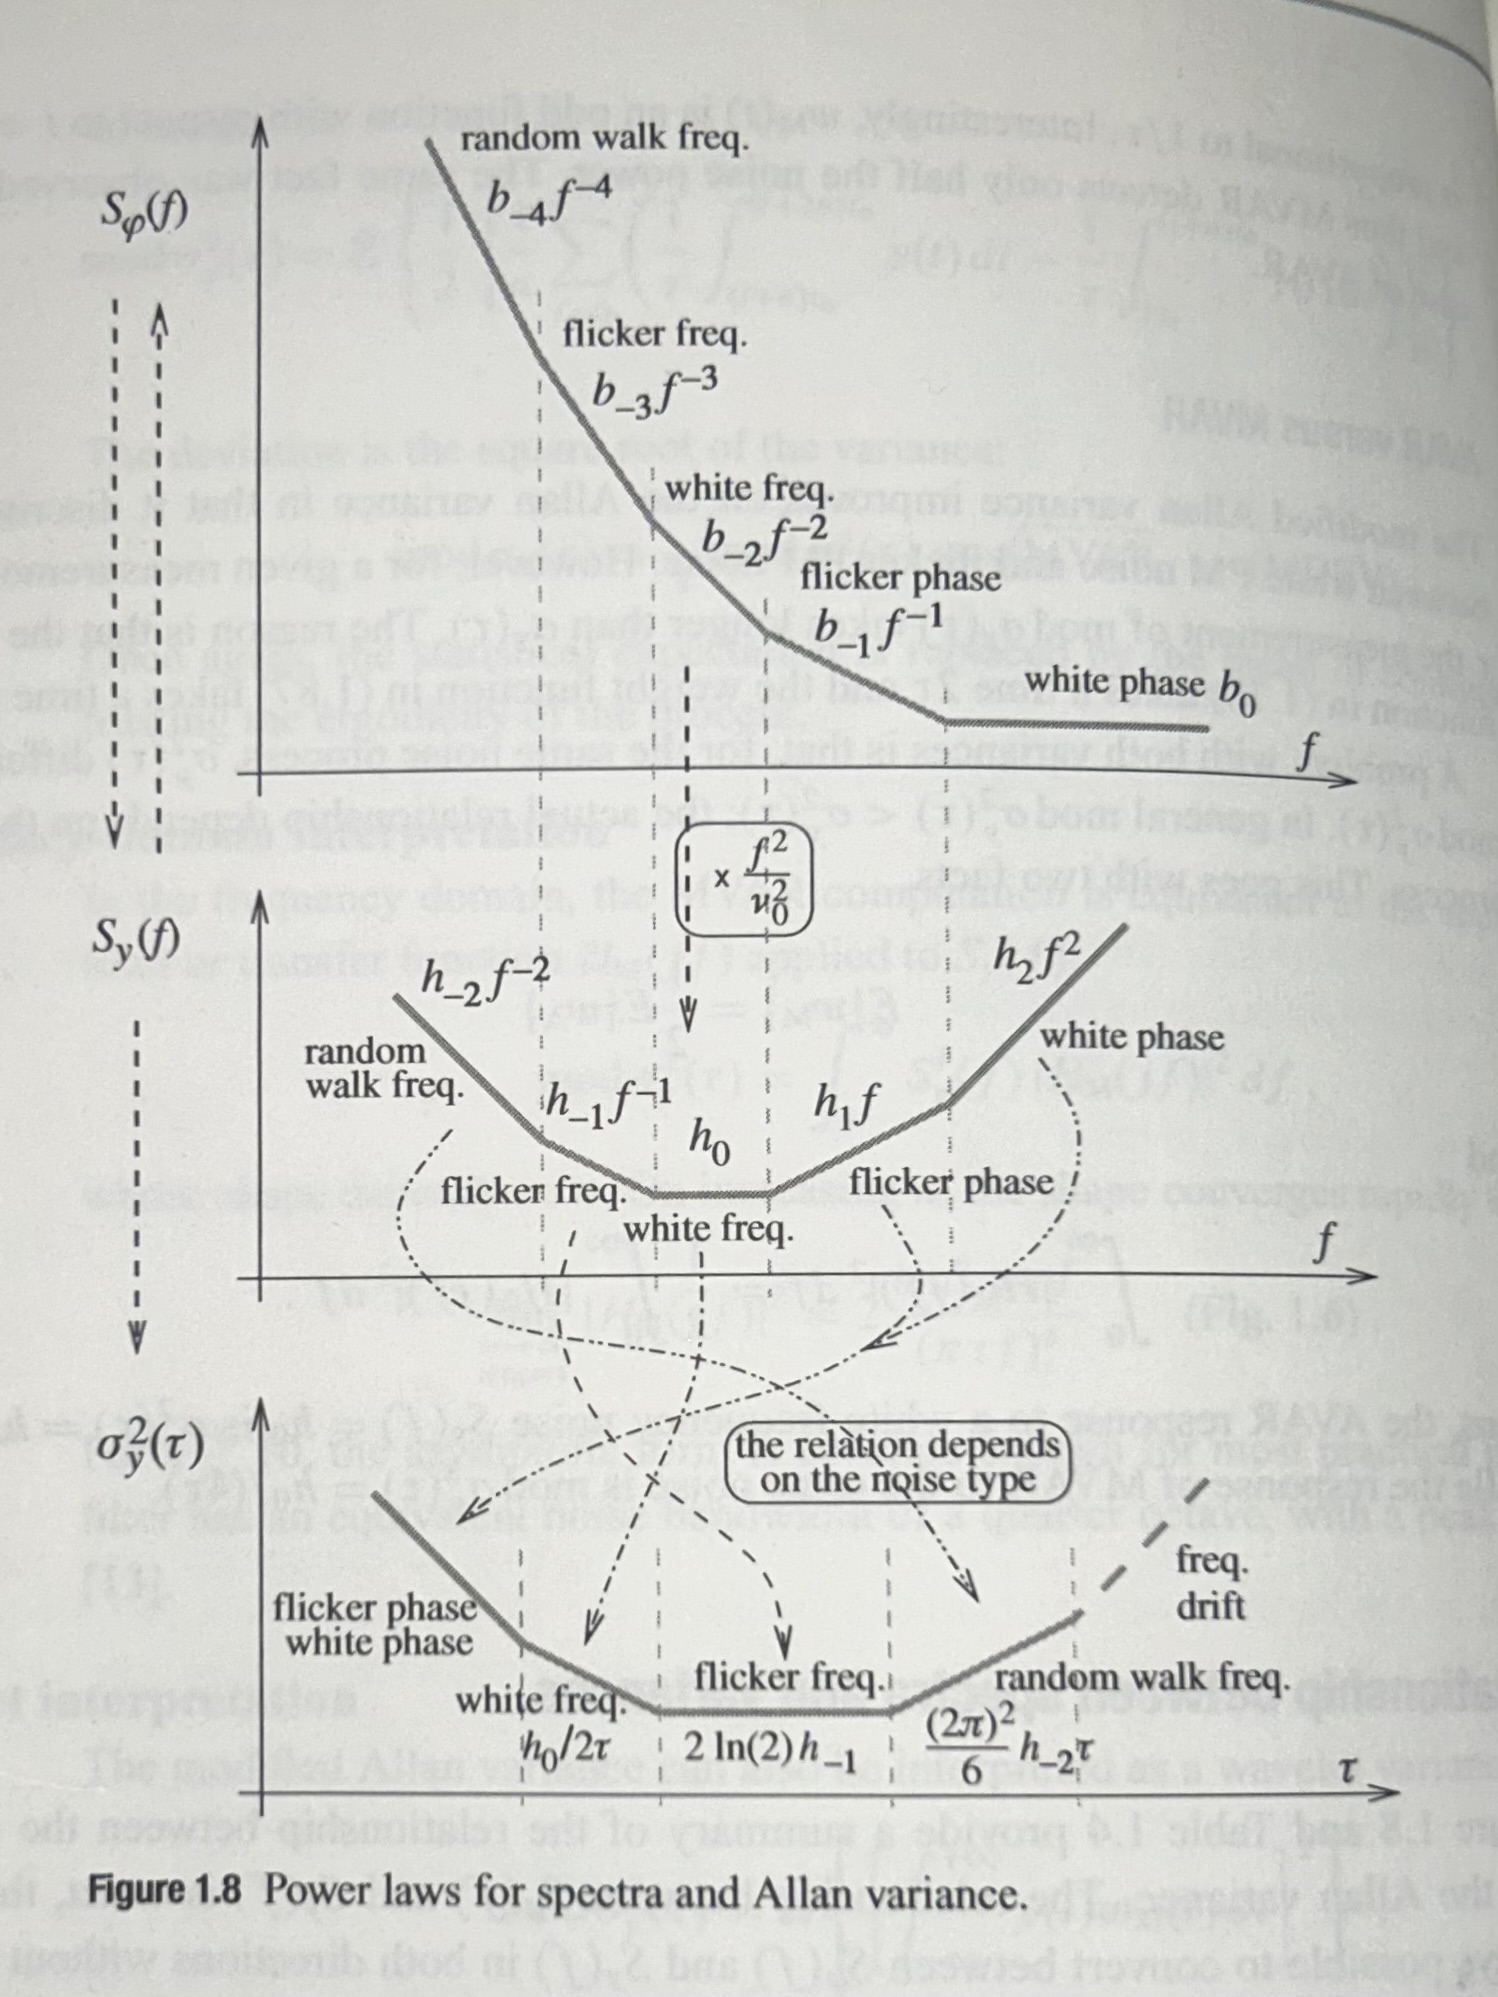 random walk freq.
Sφ(f)
b₋₄f⁻⁴
flicker freq.
b₋₃f⁻³
white freq.
b₋₂f⁻²
flicker phase
b₋₁f⁻¹
white phase b₀
f
x f²/ν₀²
S_y(f)
h₋₂f⁻²
h₂f²
random
walk freq.
white phase
h₋₁f⁻¹
h₀
h₁f
flicker freq.
white freq.
flicker phase
f
σ²_y(τ)
the relation depends
on the noise type
freq.
drift
flicker phase
white phase
white freq.
h₀/2τ
flicker freq.
2 ln(2) h₋₁
random walk freq.
(2π)²/6 h₋₂τ
τ
Figure 1.8 Power laws for spectra and Allan variance.